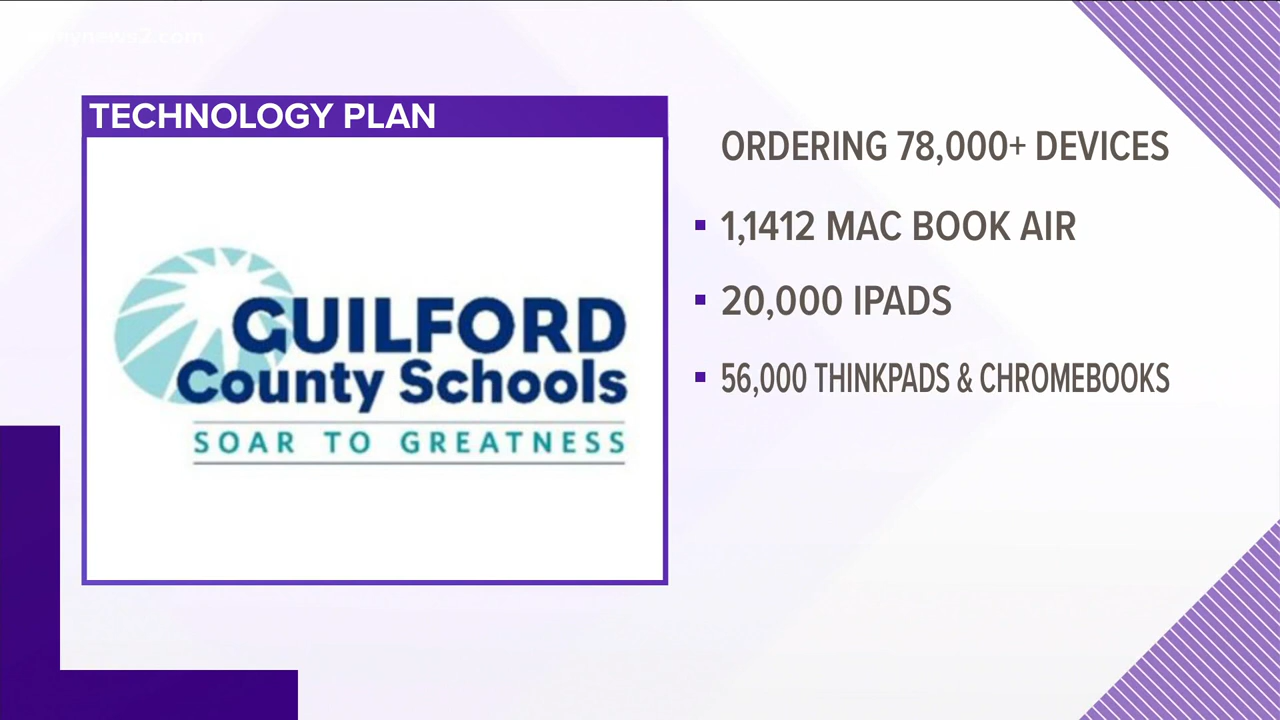 TECHNOLOGY PLAN
GUILFORD
County Schools
SOAR TO GREATNESS
ORDERING 78,000+ DEVICES
1,1412 MAC BOOK AIR
20,000 IPADS
56,000 THINKPADS & CHROMEBOOKS